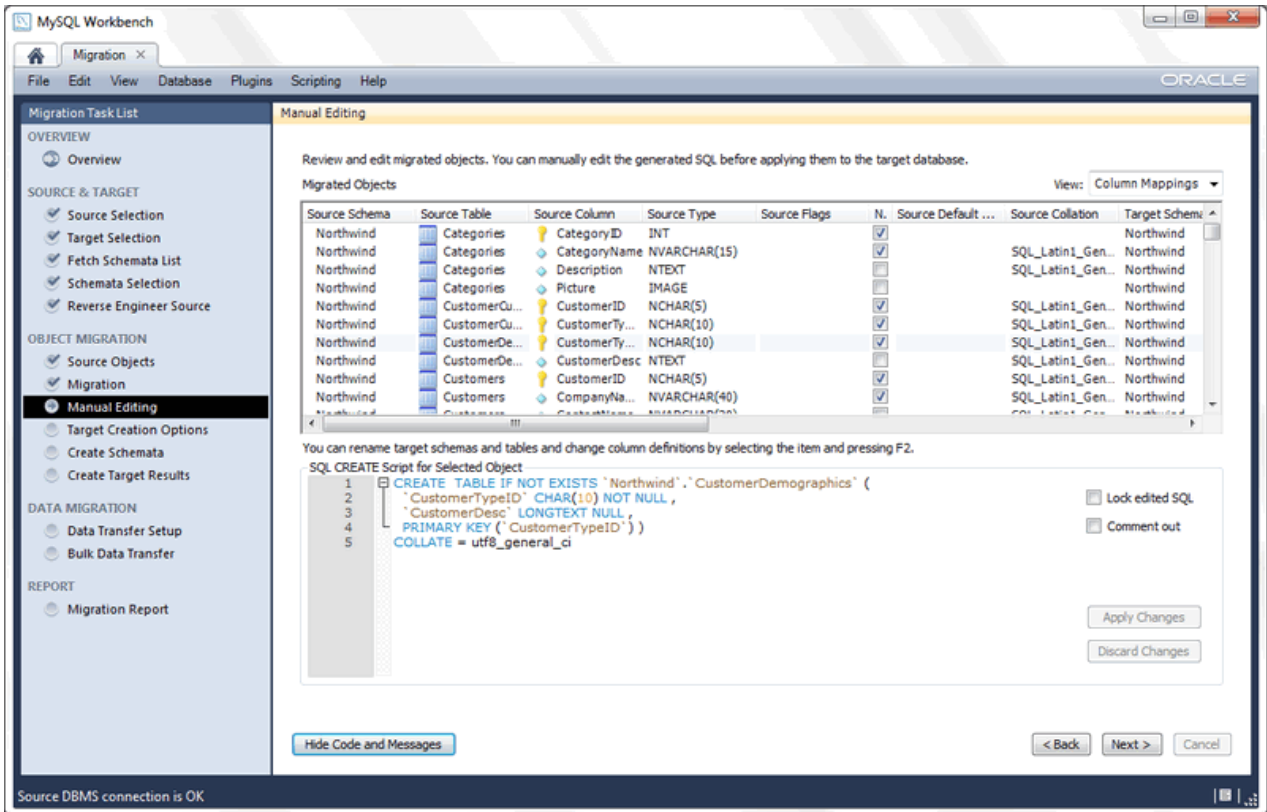 MySQL Workbench
Migration
File Edit View Database Plugins Scripting Help
ORACLE
Migration Task List
OVERVIEW
Overview
SOURCE & TARGET
Source Selection
Target Selection
Fetch Schemata List
Schemata Selection
Reverse Engineer Source
OBJECT MIGRATION
Source Objects
Migration
Manual Editing
Target Creation Options
Create Schemata
Create Target Results
DATA MIGRATION
Data Transfer Setup
Bulk Data Transfer
REPORT
Migration Report
Manual Editing
Review and edit migrated objects. You can manually edit the generated SQL before applying them to the target database.
Migrated Objects
View: Column Mappings
Source Schema Source Table Source Column Source Type Source Flags N. Source Default ... Source Collation Target Schema
Northwind Categories CategoryID INT Northwind
Northwind Categories CategoryName NVARCHAR(15) SQL_Latin1_Gen... Northwind
Northwind Categories Description NTEXT SQL_Latin1_Gen... Northwind
Northwind Categories Picture IMAGE Northwind
Northwind CustomerCu... CustomerID NCHAR(5) SQL_Latin1_Gen... Northwind
Northwind CustomerCu... CustomerTy... NCHAR(10) SQL_Latin1_Gen... Northwind
Northwind CustomerDe... CustomerTy... NCHAR(10) SQL_Latin1_Gen... Northwind
Northwind CustomerDe... CustomerDesc NTEXT SQL_Latin1_Gen... Northwind
Northwind Customers CustomerID NCHAR(5) SQL_Latin1_Gen... Northwind
Northwind Customers CompanyNa... NVARCHAR(40) SQL_Latin1_Gen... Northwind
You can rename target schemas and tables and change column definitions by selecting the item and pressing F2.
SQL CREATE Script for Selected Object
1 CREATE TABLE IF NOT EXISTS `Northwind`.`CustomerDemographics` (
2 `CustomerTypeID` CHAR(10) NOT NULL ,
3 `CustomerDesc` LONGTEXT NULL ,
4 PRIMARY KEY (`CustomerTypeID`) )
5 COLLATE = utf8_general_ci
Lock edited SQL
Comment out
Apply Changes
Discard Changes
Hide Code and Messages
< Back Next > Cancel
Source DBMS connection is OK